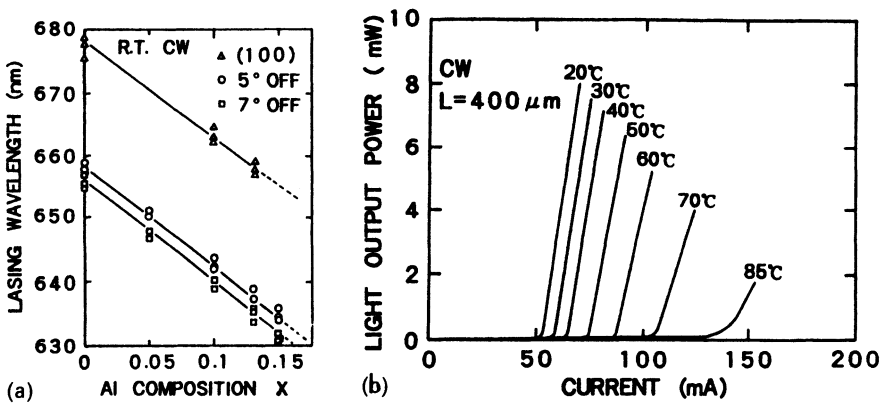 680
670
660
650
640
630
LASING WAVELENGTH (nm)
R.T. CW
(100)
5° OFF
7° OFF
0
0.05
0.1
0.15
Al COMPOSITION X
(a)
10
8
6
4
2
0
LIGHT OUTPUT POWER ( mW)
CW
L=400 μm
20℃
30℃
40℃
50℃
60℃
70℃
85℃
0
50
100
150
200
CURRENT (mA)
(b)